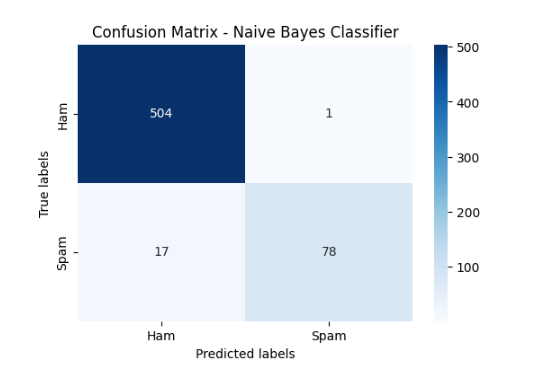 Confusion Matrix - Naive Bayes Classifier
Ham
504
1
500
400
300
200
100
True labels
Spam
17
78
Ham
Spam
Predicted labels